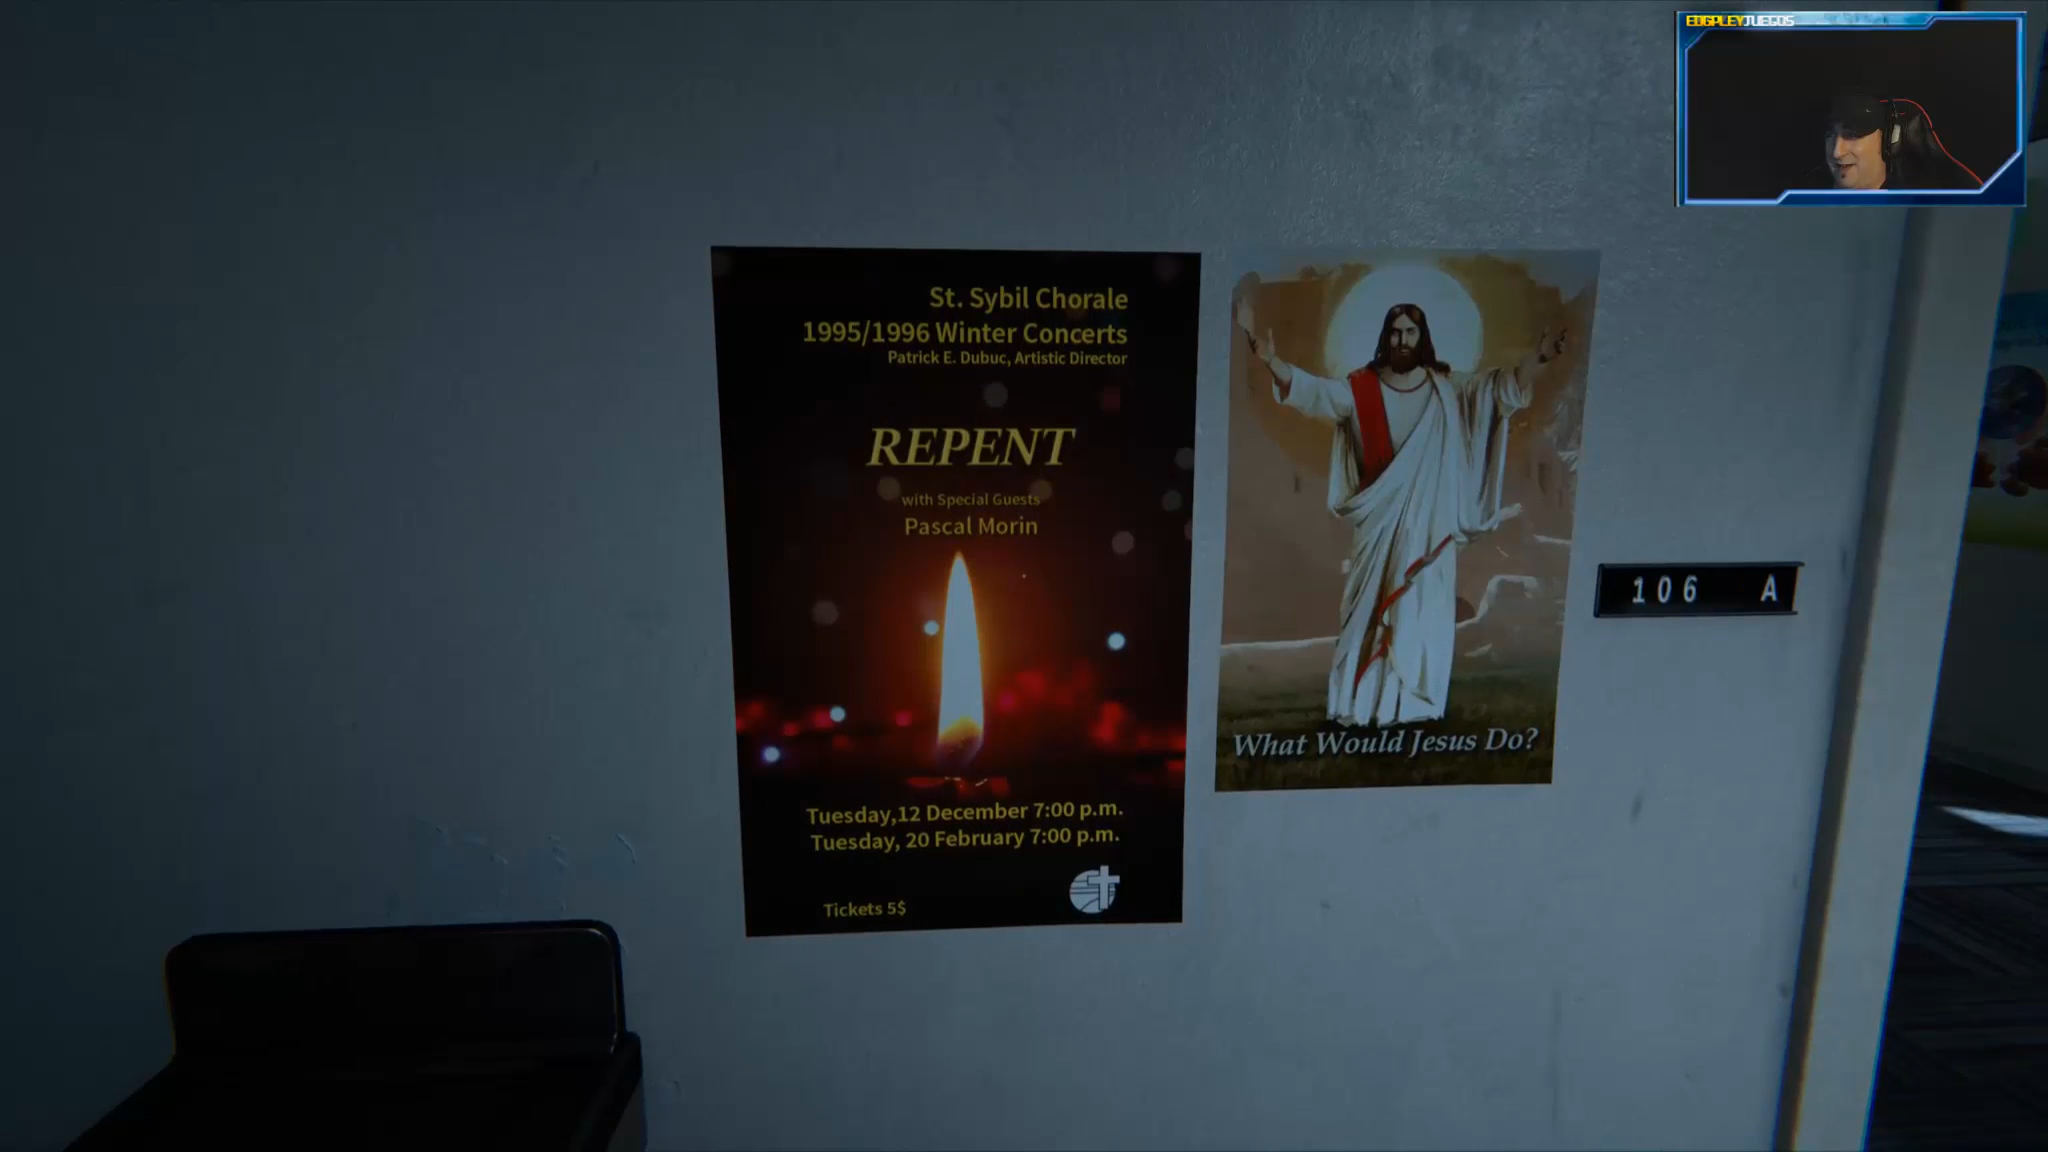 EDGPLEYJUEGOS
St. Sybil Chorale
1995/1996 Winter Concerts
Patrick E. Dubuc, Artistic Director
REPENT
with Special Guests
Pascal Morin
Tuesday,12 December 7:00 p.m.
Tuesday, 20 February 7:00 p.m.
Tickets 5$
What Would Jesus Do?
106 A